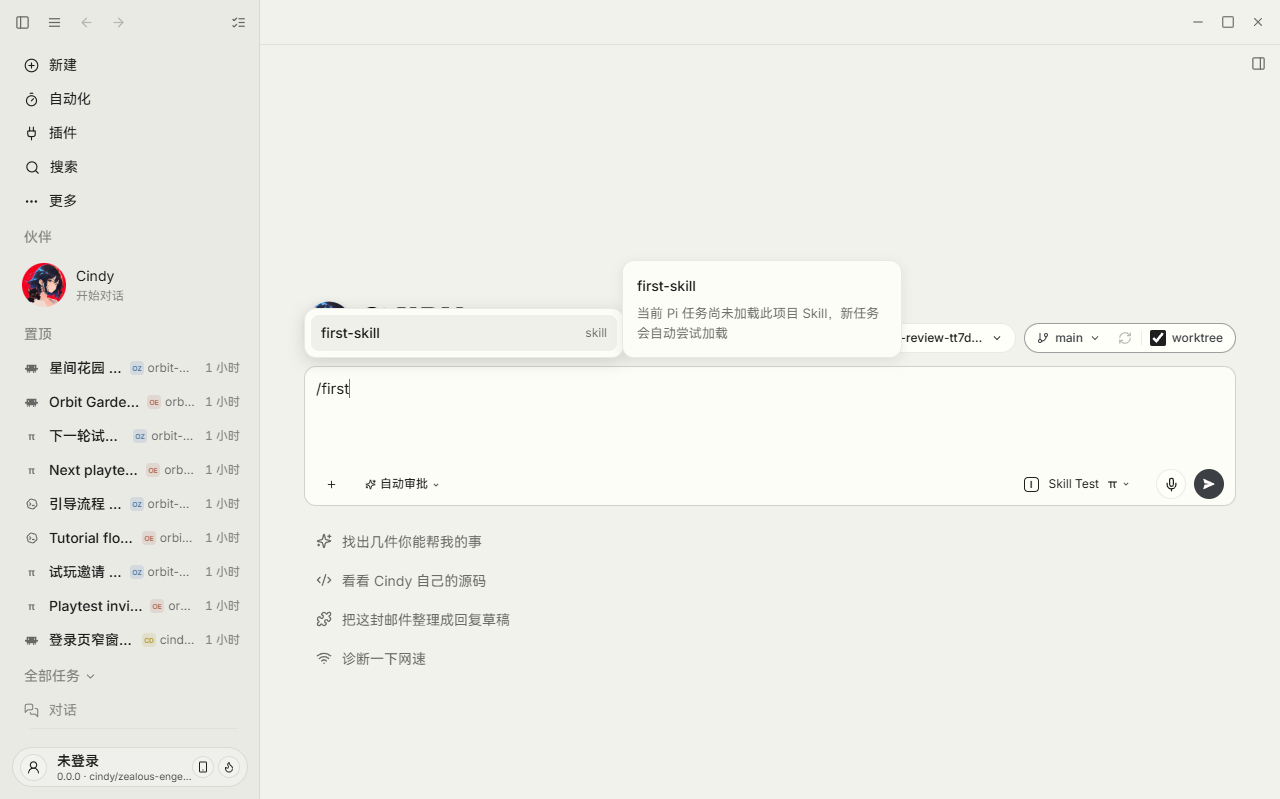 新建
自动化
插件
搜索
更多
伙伴
Cindy
开始对话
置顶
星间花园 ... OZ orbit-... 1 小时
Orbit Garde... OE orb... 1 小时
π 下一轮试... OZ orbit-... 1 小时
π Next playte... OE orb... 1 小时
引导流程 ... OZ orbit-... 1 小时
Tutorial flo... OE orbi... 1 小时
π 试玩邀请 ... OZ orbit-... 1 小时
π Playtest invi... OE or... 1 小时
登录页窄窗... CD cind... 1 小时
全部任务
对话
未登录
0.0.0 · cindy/zealous-enge...
first-skill
当前 Pi 任务尚未加载此项目 Skill，新任务
会自动尝试加载
first-skill skill
-review-tt7d... main worktree
/first
自动审批 Skill Test π
找出几件你能帮我的事
看看 Cindy 自己的源码
把这封邮件整理成回复草稿
诊断一下网速